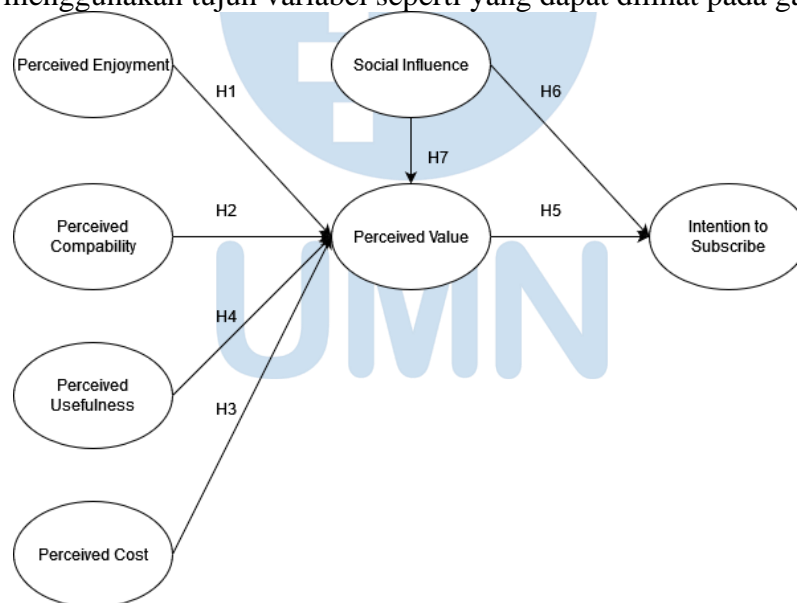 menggunakan tujuh variabel seperti yang dapat dilihat pada
Perceived Enjoyment
Social Influence
H1
H6
H7
Perceived
Compability
H2
Perceived Value
H5
Intention to
Subscribe
UMN
H4
Perceived
Usefulness
H3
Perceived Cost